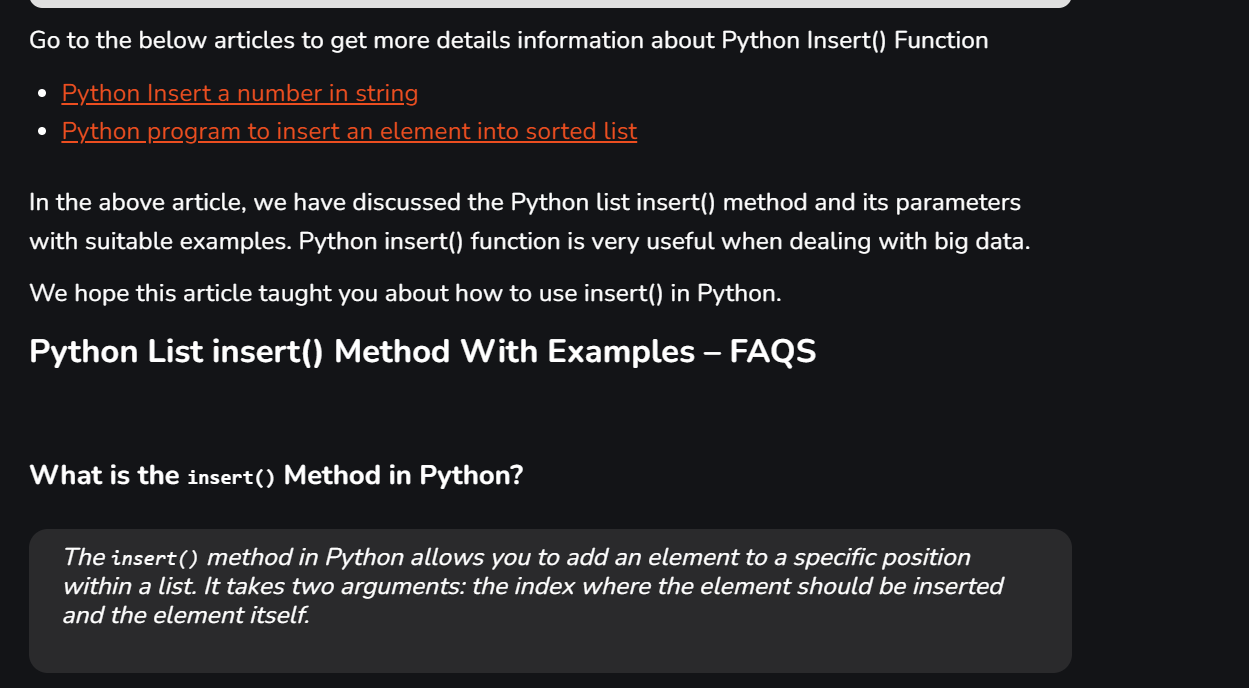 Go to the below articles to get more details information about Python Insert() Function
Python Insert a number in string
Python program to insert an element into sorted list
In the above article, we have discussed the Python list insert() method and its parameters
with suitable examples. Python insert() function is very useful when dealing with big data.
We hope this article taught you about how to use insert() in Python.
Python List insert() Method With Examples – FAQS
What is the insert() Method in Python?
The insert() method in Python allows you to add an element to a specific position
within a list. It takes two arguments: the index where the element should be inserted
and the element itself.